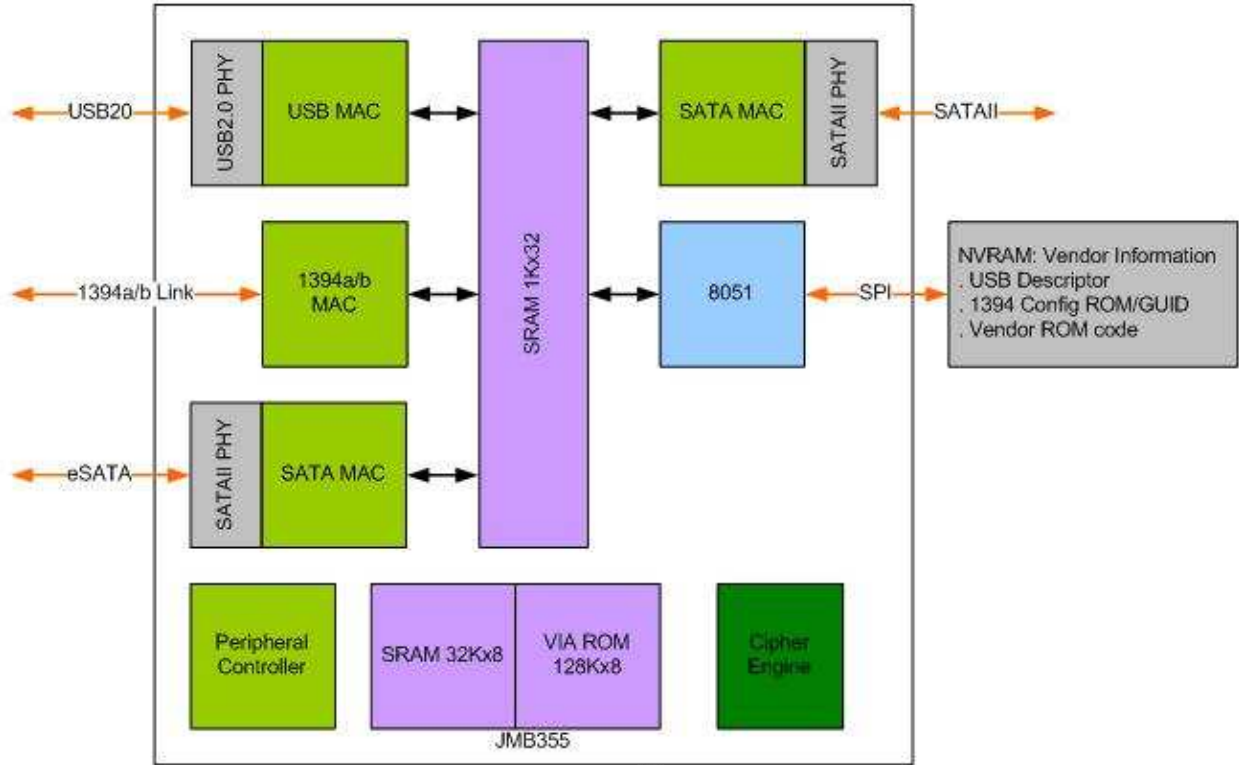 USB20
USB2.0 PHY
USB MAC
SRAM 1Kx32
SATA MAC
SATAII PHY
SATAII
1394a/b Link
1394a/b
MAC
8051
SPI
NVRAM: Vendor Information
. USB Descriptor
. 1394 Config ROM/GUID
. Vendor ROM code
eSATA
SATAII PHY
SATA MAC
Peripheral
Controller
SRAM 32Kx8
VIA ROM
128Kx8
Cipher
Engine
JMB355